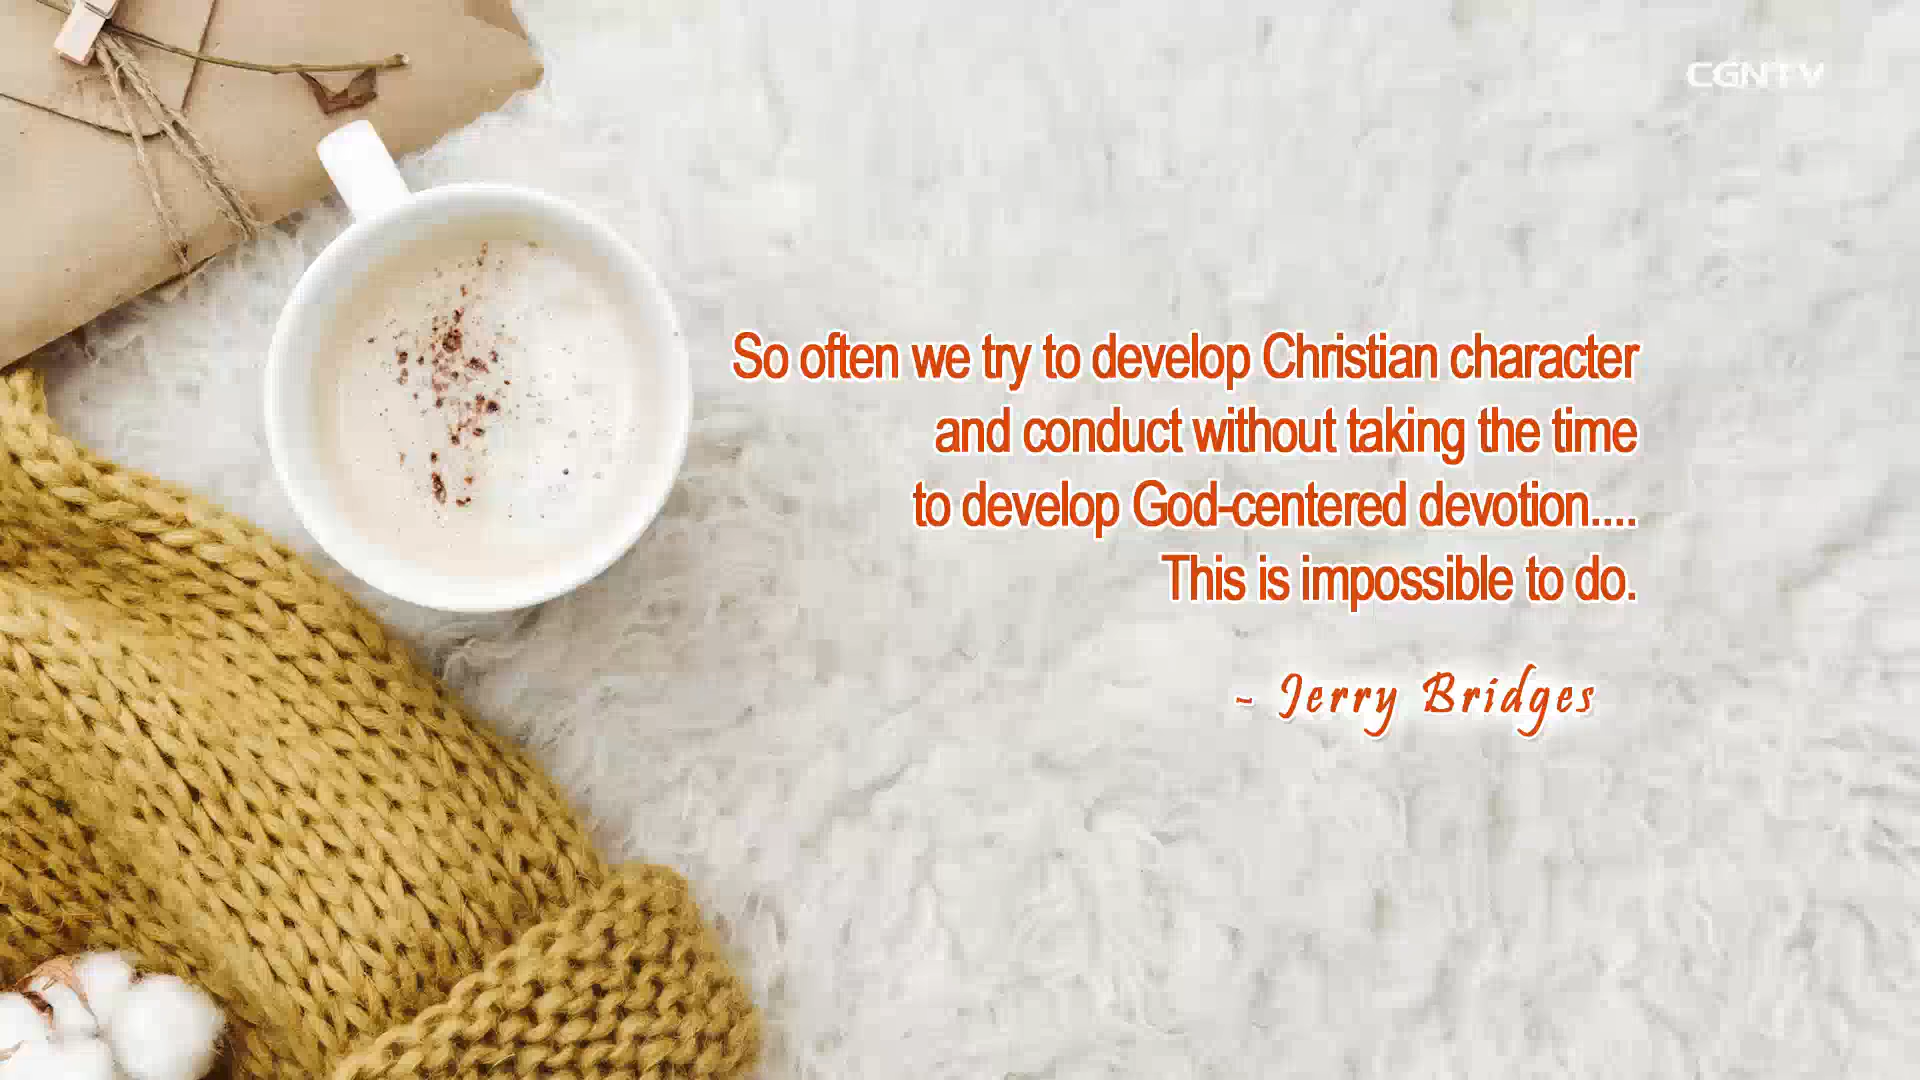 CGNTV
So often we try to develop Christian character
and conduct without taking the time
to develop God-centered devotion....
This is impossible to do.
- Jerry Bridges